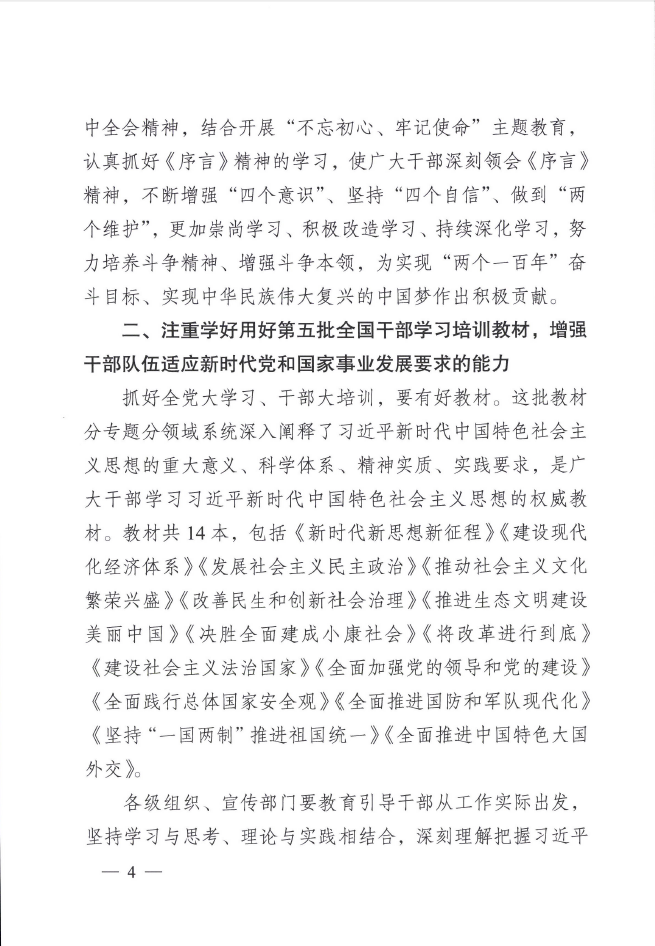 中全会精神，结合开展“不忘初心、牢记使命”主题教育，
认真抓好《序言》精神的学习，使广大干部深刻领会《序言》
精神，不断增强“四个意识”、坚持“四个自信”、做到“两
个维护”，更加崇尚学习、积极改造学习、持续深化学习，努
力培养斗争精神、增强斗争本领，为实现“两个一百年”奋
斗目标、实现中华民族伟大复兴的中国梦作出积极贡献。
二、注重学好用好第五批全国干部学习培训教材，增强
干部队伍适应新时代党和国家事业发展要求的能力
抓好全党大学习、干部大培训，要有好教材。这批教材
分专题分领域系统深入阐释了习近平新时代中国特色社会主
义思想的重大意义、科学体系、精神实质、实践要求，是广
大干部学习习近平新时代中国特色社会主义思想的权威教
材。教材共14本，包括《新时代新思想新征程》《建设现代
化经济体系》《发展社会主义民主政治》《推动社会主义文化
繁荣兴盛》《改善民生和创新社会治理》《推进生态文明建设
美丽中国》《决胜全面建成小康社会》《将改革进行到底》
《建设社会主义法治国家》《全面加强党的领导和党的建设》
《全面践行总体国家安全观》《全面推进国防和军队现代化》
《坚持“一国两制”推进祖国统一》《全面推进中国特色大国
外交》。
各级组织、宣传部门要教育引导干部从工作实际出发，
坚持学习与思考、理论与实践相结合，深刻理解把握习近平
— 4 —